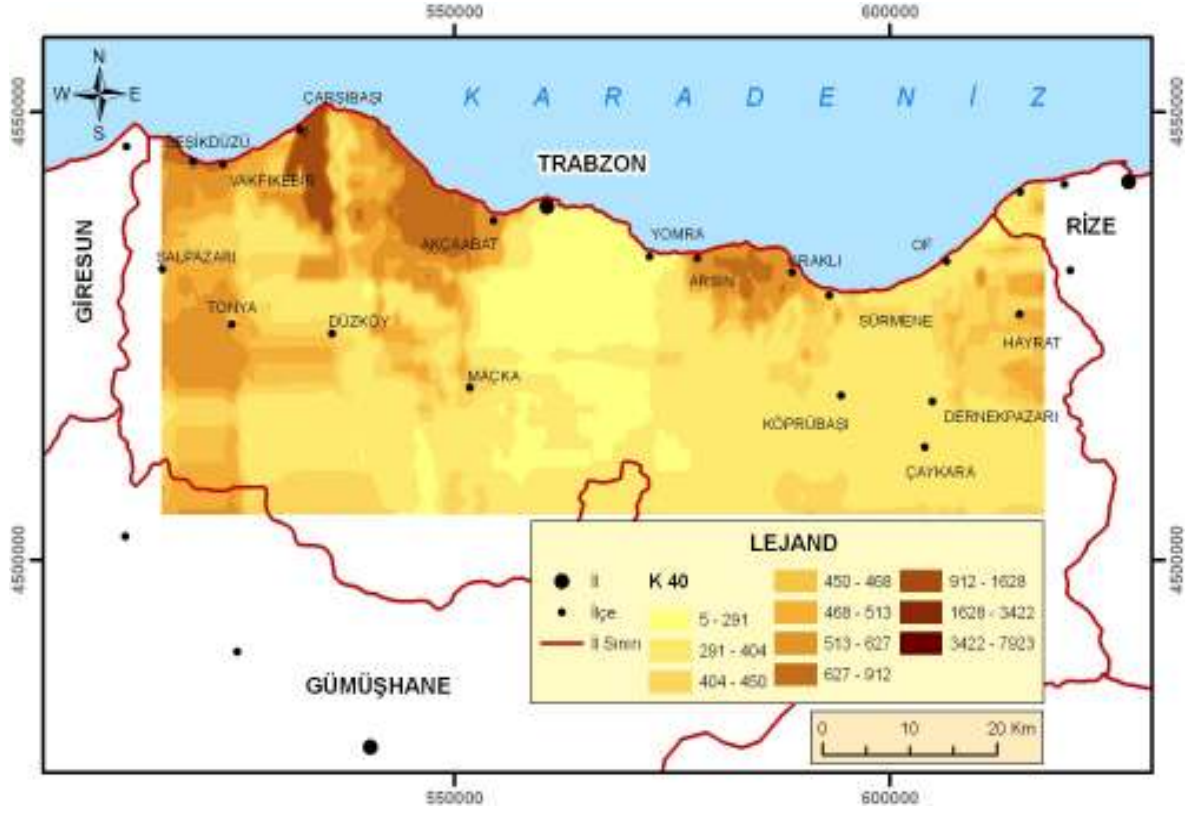 550000
600000
N
W E
S
4550000
4550000
K A R A D E N İ Z
ÇARŞIBAŞI
BEŞİKDÜZÜ
TRABZON
VAKFIKEBİR
RİZE
GİRESUN
AKÇAABAT
YOMRA
OF
ŞALPAZARI
ARSİN
ARAKLI
TONYA
DÜZKÖY
SÜRMENE
HAYRAT
MAÇKA
KÖPRÜBAŞI
DERNEKPAZARI
ÇAYKARA
LEJAND
İl
K 40
450 - 468
912 - 1628
İlçe
5 - 291
468 - 513
1628 - 3422
İl Sınırı
291 - 404
513 - 627
3422 - 7923
404 - 450
627 - 912
4500000
4500000
GÜMÜŞHANE
0 10 20 Km
550000
600000